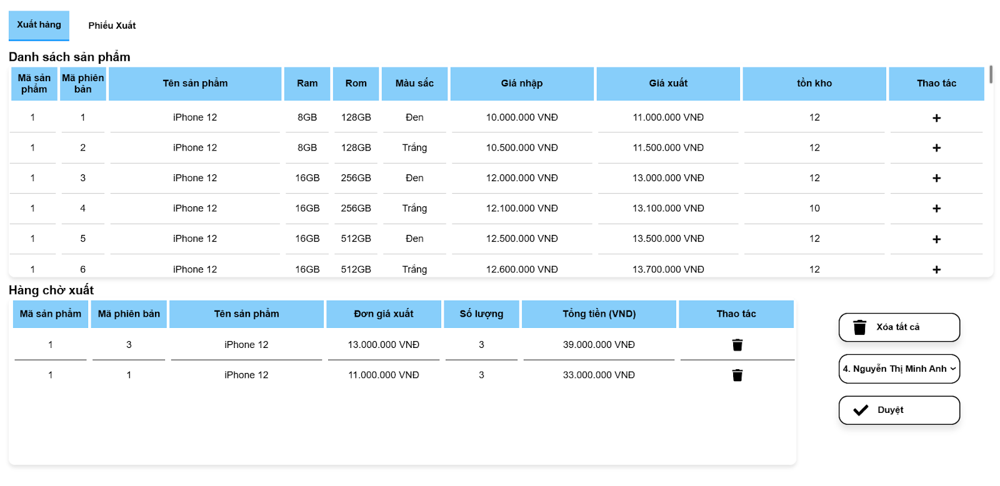 Xuất hàng Phiếu Xuất
Danh sách sản phẩm
Mã sản phẩm Mã phiên bản Tên sản phẩm Ram Rom Màu sắc Giá nhập Giá xuất tồn kho Thao tác
1 1 iPhone 12 8GB 128GB Đen 10.000.000 VNĐ 11.000.000 VNĐ 12 +
1 2 iPhone 12 8GB 128GB Trắng 10.500.000 VNĐ 11.500.000 VNĐ 12 +
1 3 iPhone 12 16GB 256GB Đen 12.000.000 VNĐ 13.000.000 VNĐ 12 +
1 4 iPhone 12 16GB 256GB Trắng 12.100.000 VNĐ 13.100.000 VNĐ 10 +
1 5 iPhone 12 16GB 512GB Đen 12.500.000 VNĐ 13.500.000 VNĐ 12 +
1 6 iPhone 12 16GB 512GB Trắng 12.600.000 VNĐ 13.700.000 VNĐ 12 +
Hàng chờ xuất
Mã sản phẩm Mã phiên bản Tên sản phẩm Đơn giá xuất Số lượng Tổng tiền (VND) Thao tác
1 3 iPhone 12 13.000.000 VNĐ 3 39.000.000 VNĐ
1 1 iPhone 12 11.000.000 VNĐ 3 33.000.000 VNĐ
Xóa tất cả
4. Nguyễn Thị Minh Anh
Duyệt